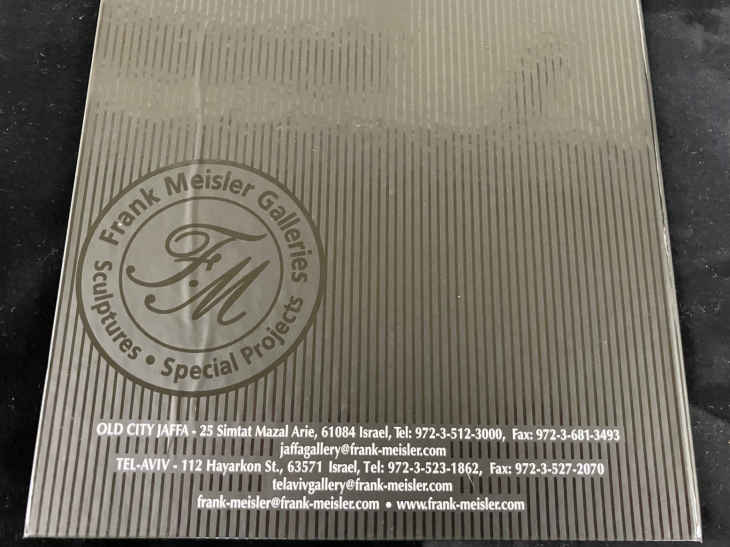 Frank Meisler Galleries
Sculptures • Special Projects
F.M
OLD CITY JAFFA - 25 Simtat Mazal Arie, 61084 Israel, Tel: 972-3-512-3000, Fax: 972-3-681-3493
jaffagallery@frank-meisler.com
TEL-AVIV - 112 Hayarkon St., 63571 Israel, Tel: 972-3-523-1862, Fax: 972-3-527-2070
telavivgallery@frank-meisler.com
frank-meisler@frank-meisler.com • www.frank-meisler.com